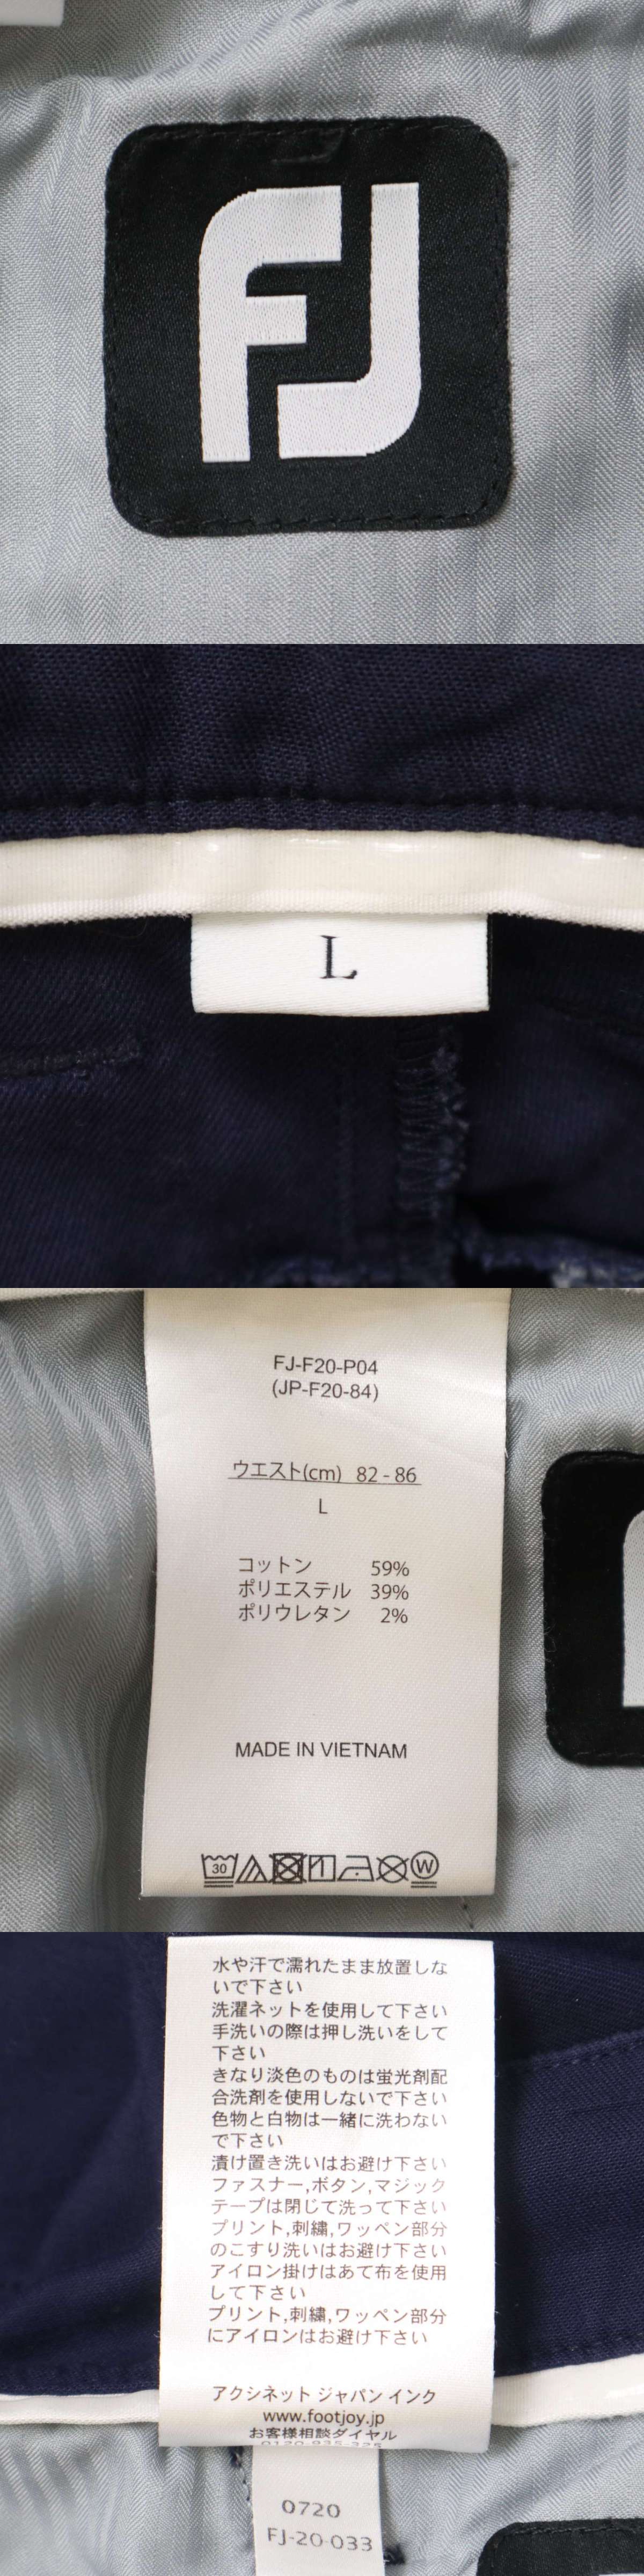 FJ
L
FJ-F20-P04
(JP-F20-84)
ウエスト(cm) 82 - 86
L
コットン 59%
ポリエステル 39%
ポリウレタン 2%
MADE IN VIETNAM
30 W
水や汗で濡れたまま放置しな
いで下さい
洗濯ネットを使用して下さい
手洗いの際は押し洗いをして
下さい
きなり淡色のものは蛍光剤配
合洗剤を使用しないで下さい
色物と白物は一緒に洗わない
で下さい
漬け置き洗いはお避け下さい
ファスナー,ボタン,マジック
テープは閉じて洗って下さい
プリント,刺繍,ワッペン部分
のこすり洗いはお避け下さい
アイロン掛けはあて布を使用
して下さい
プリント,刺繍,ワッペン部分
にアイロンはお避け下さい
アクシネット ジャパン インク
www.footjoy.jp
お客様相談ダイヤル
0720
FJ-20-033